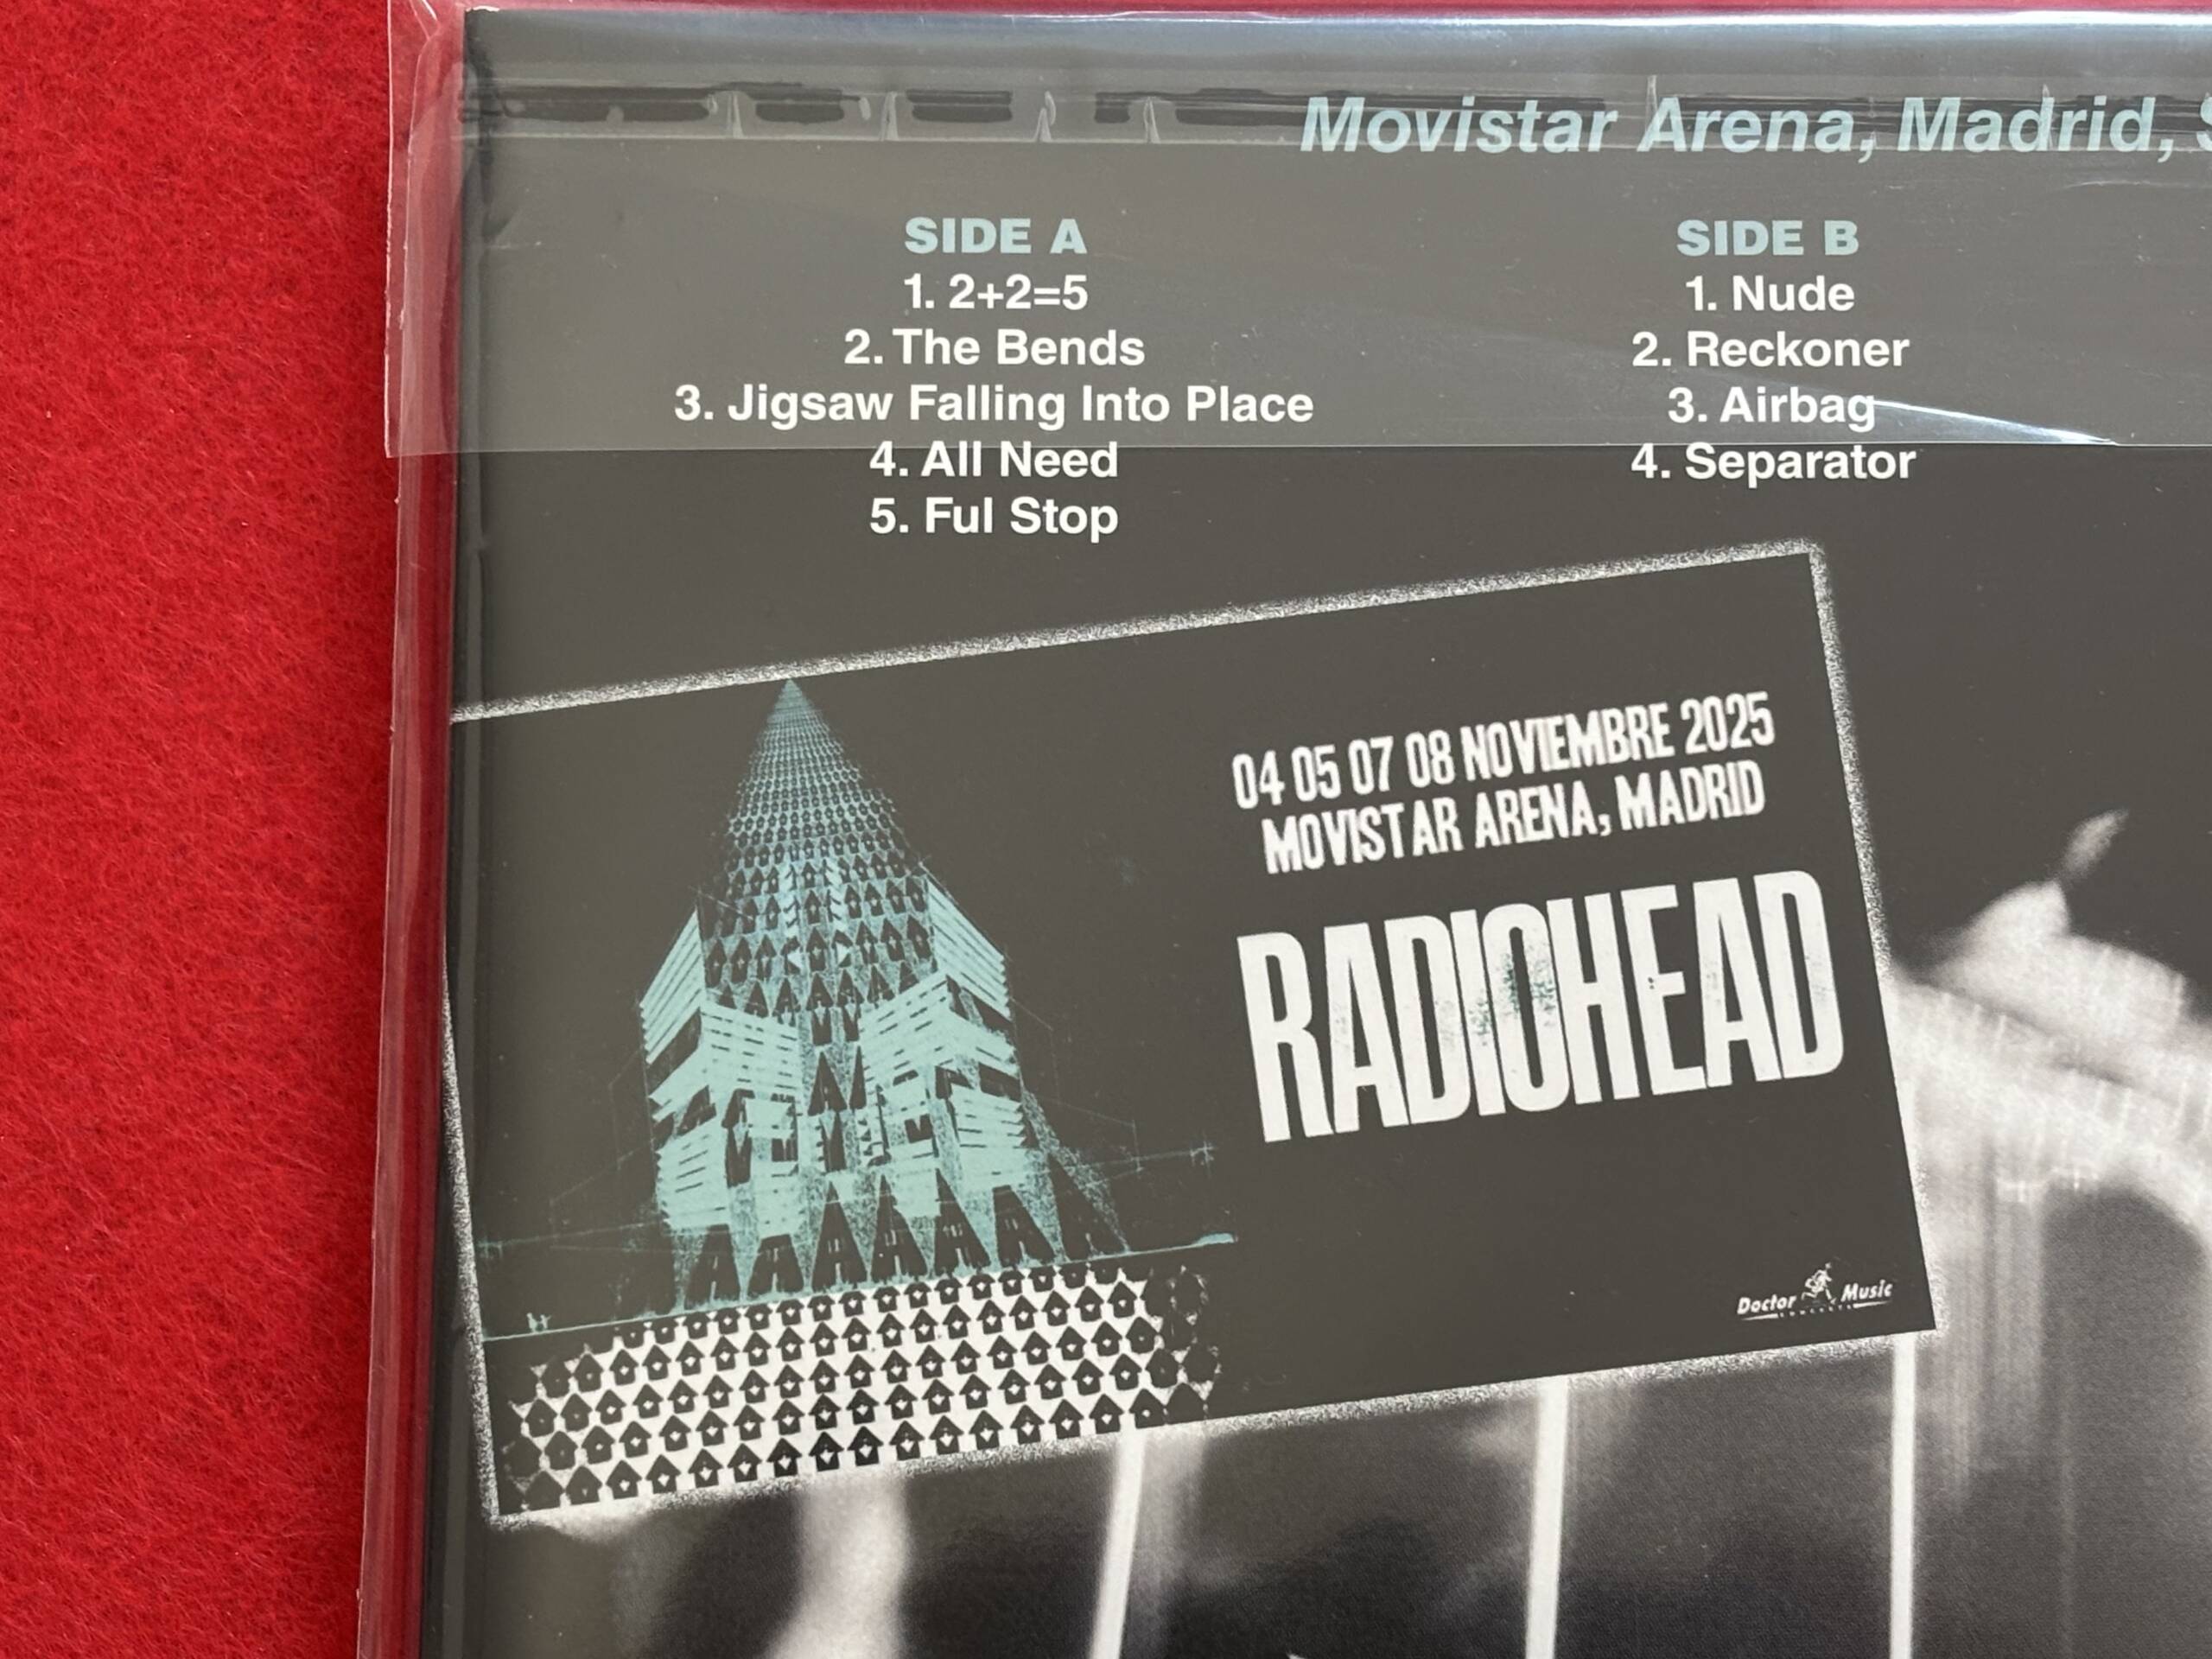 Movistar Arena, Madrid,
SIDE A
1. 2+2=5
2. The Bends
3. Jigsaw Falling Into Place
4. All Need
5. Ful Stop
SIDE B
1. Nude
2. Reckoner
3. Airbag
4. Separator
04 05 07 08 NOVIEMBRE 2025
MOVISTAR ARENA, MADRID
RADIOHEAD
Doctor Music